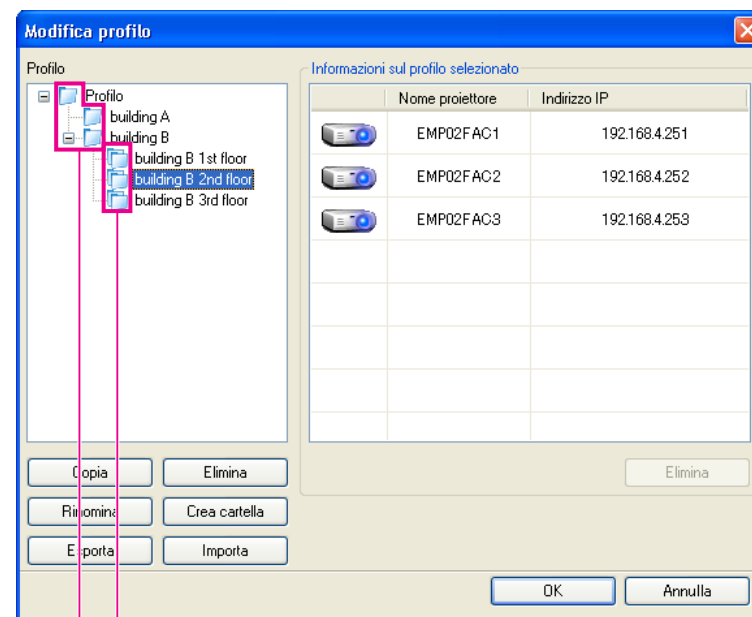 Modifica profilo
Profilo
Profilo
building A
building B
building B 1st floor
building B 2nd floor
building B 3rd floor
Copia
Elimina
Rinomina
Crea cartella
Esporta
Importa
Informazioni sul profilo selezionato
Nome proiettore Indirizzo IP
EMP02FAC1 192.168.4.251
EMP02FAC2 192.168.4.252
EMP02FAC3 192.168.4.253
Elimina
OK
Annulla